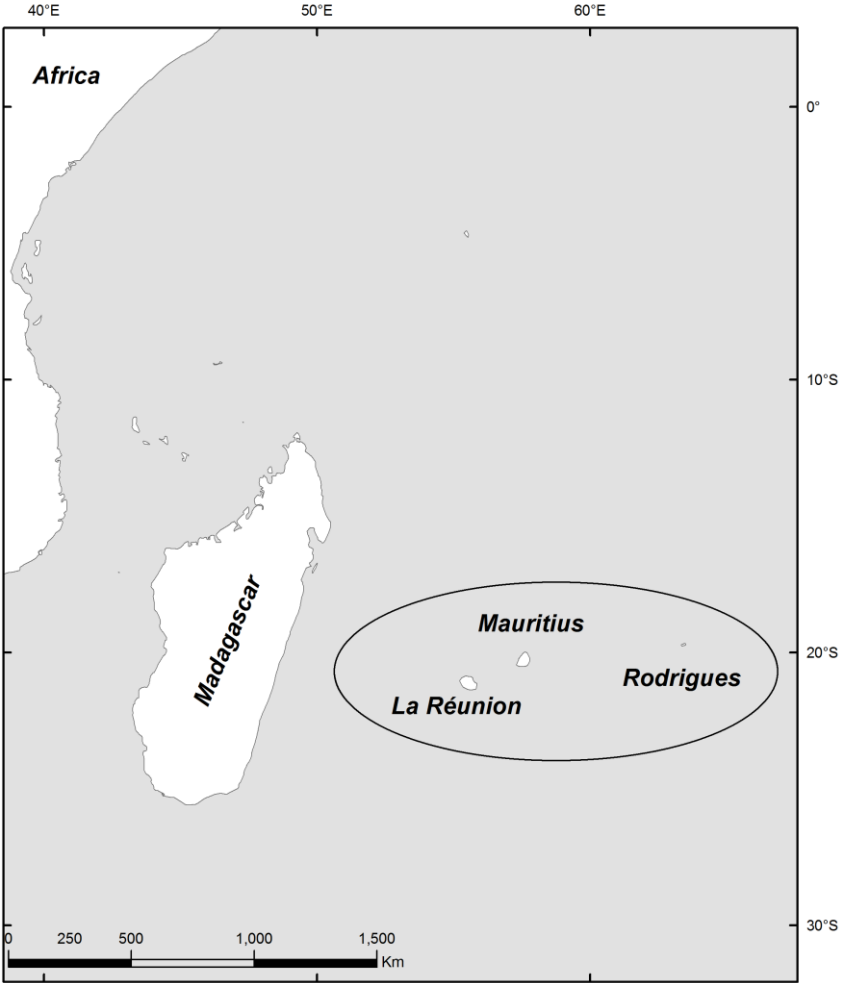 40°E 50°E 60°E
Africa
0°
10°S
Madagascar
Mauritius
20°S
Rodrigues
La Réunion
30°S
0 250 500 1,000 1,500
Km